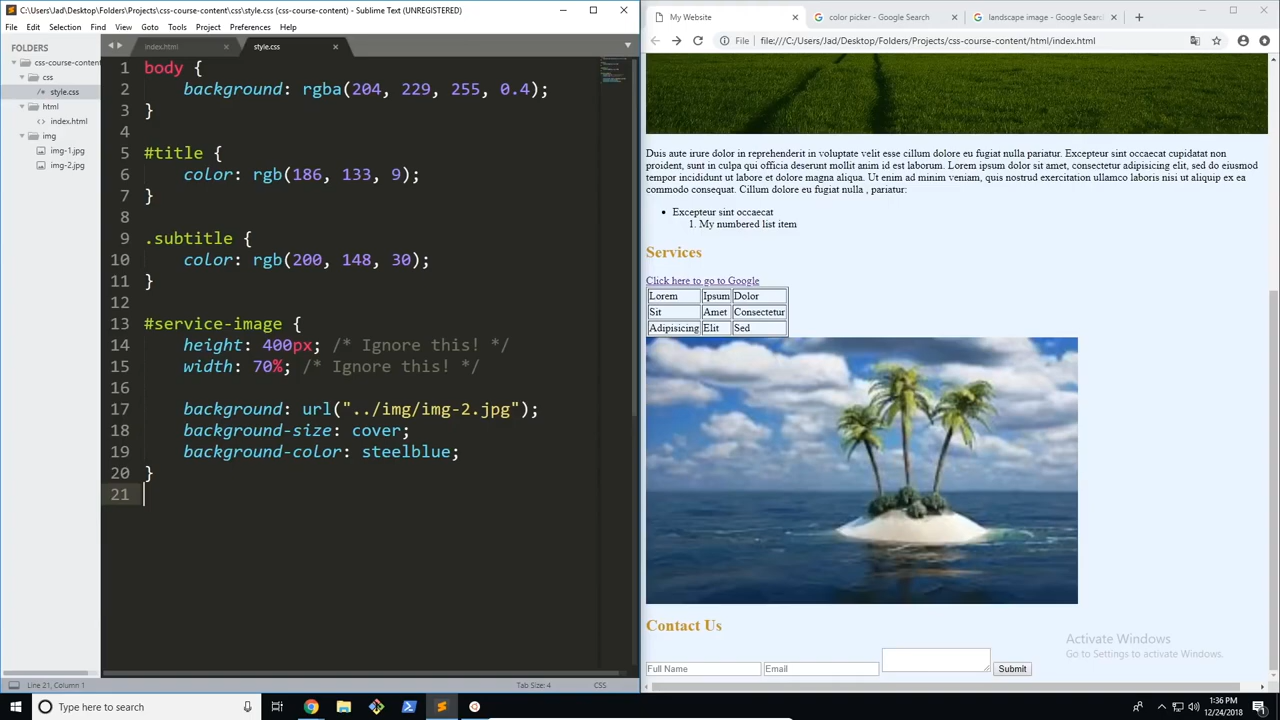 C:\Users\Jad\Desktop\Folders\Projects\css-course-content\css\style.css (css-course-content) - Sublime Text (UNREGISTERED)
File Edit Selection Find View Goto Tools Project Preferences Help
FOLDERS
css-course-content
css
/* style.css
html
index.html
img
img-1.jpg
img-2.jpg
index.html
style.css
1 body {
2 background: rgba(204, 229, 255, 0.4);
3 }
4
5 #title {
6 color: rgb(186, 133, 9);
7 }
8
9 .subtitle {
10 color: rgb(200, 148, 30);
11 }
12
13 #service-image {
14 height: 400px; /* Ignore this! */
15 width: 70%; /* Ignore this! */
16
17 background: url("../img/img-2.jpg");
18 background-size: cover;
19 background-color: steelblue;
20 }
21
Line 21, Column 1
Tab Size: 4
CSS
My Website
color picker - Google Search
landscape image - Google Searc
File file:///C:/Users/Jad/Desktop/Folders/Projects/css-course-content/html/index.html
Duis aute irure dolor in reprehenderit in voluptate velit esse cillum dolore eu fugiat nulla pariatur. Excepteur sint occaecat cupidatat non
proident, sunt in culpa qui officia deserunt mollit anim id est laborum. Lorem ipsum dolor sit amet, consectetur adipisicing elit, sed do eiusmod
tempor incididunt ut labore et dolore magna aliqua. Ut enim ad minim veniam, quis nostrud exercitation ullamco laboris nisi ut aliquip ex ea
commodo consequat. Cillum dolore eu fugiat nulla , pariatur:
• Excepteur sint occaecat
1. My numbered list item
Services
Click here to go to Google
Lorem Ipsum Dolor
Sit Amet Consectetur
Adipisicing Elit Sed
Contact Us
Full Name
Email
Submit
Activate Windows
Go to Settings to activate Windows.
Type here to search
1:36 PM
12/24/2018